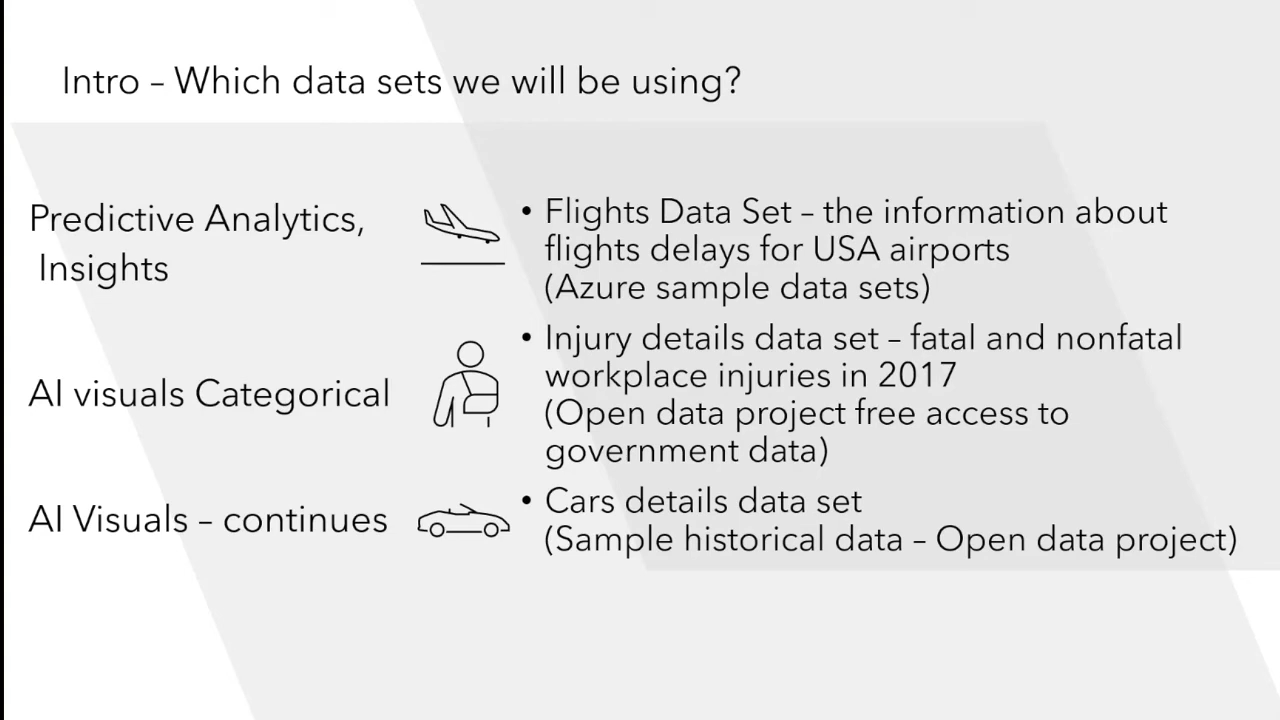 Intro – Which data sets we will be using?
Predictive Analytics,
Insights
• Flights Data Set – the information about
flights delays for USA airports
(Azure sample data sets)
AI visuals Categorical
• Injury details data set – fatal and nonfatal
workplace injuries in 2017
(Open data project free access to
government data)
AI Visuals – continues
• Cars details data set
(Sample historical data – Open data project)